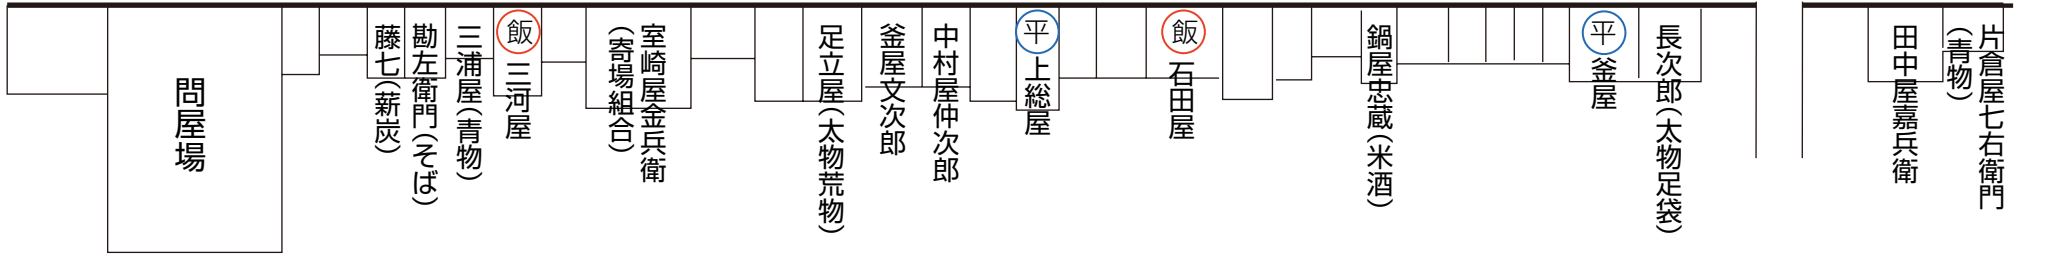 片倉屋七右衛門
（青物）
田中屋嘉兵衛
長次郎（太物足袋）
平 釜屋
鍋屋忠蔵（米酒）
飯 石田屋
平 上総屋
中村屋仲次郎
釜屋文次郎
足立屋（太物荒物）
室崎屋金兵衛
（寄場組合）
飯 三河屋
三浦屋（青物）
勘左衛門（そば）
藤七（薪炭）
問屋場